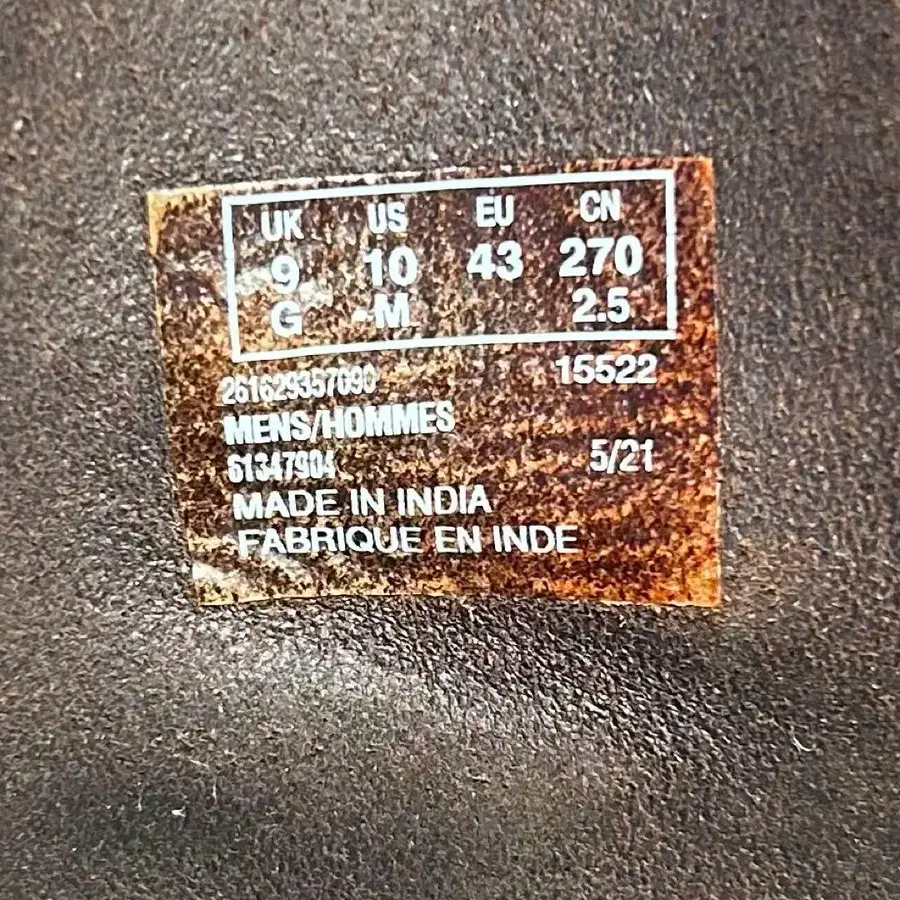 UK US EU CN
9 10 43 270
G M 2.5
261629357090 15522
MENS/HOMMES
61347904 5/21
MADE IN INDIA
FABRIQUE EN INDE